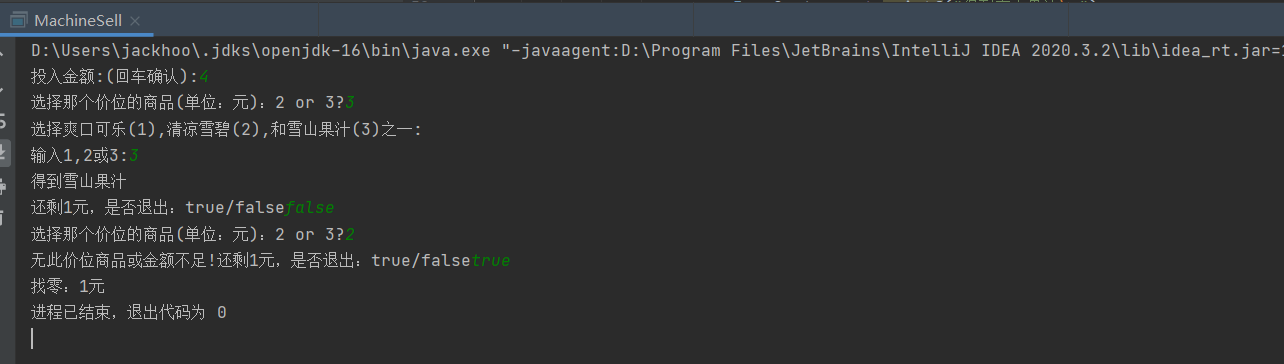 MachineSell
D:\Users\jackhoo\.jdks\openjdk-16\bin\java.exe "-javaagent:D:\Program Files\JetBrains\IntelliJ IDEA 2020.3.2\lib\idea_rt.jar=
投入金额:(回车确认):4
选择那个价位的商品(单位：元)：2 or 3?3
选择爽口可乐(1),清凉雪碧(2),和雪山果汁(3)之一:
输入1,2或3:3
得到雪山果汁
还剩1元，是否退出：true/falsefalse
选择那个价位的商品(单位：元)：2 or 3?2
无此价位商品或金额不足!还剩1元，是否退出：true/falsetrue
找零：1元
进程已结束，退出代码为 0